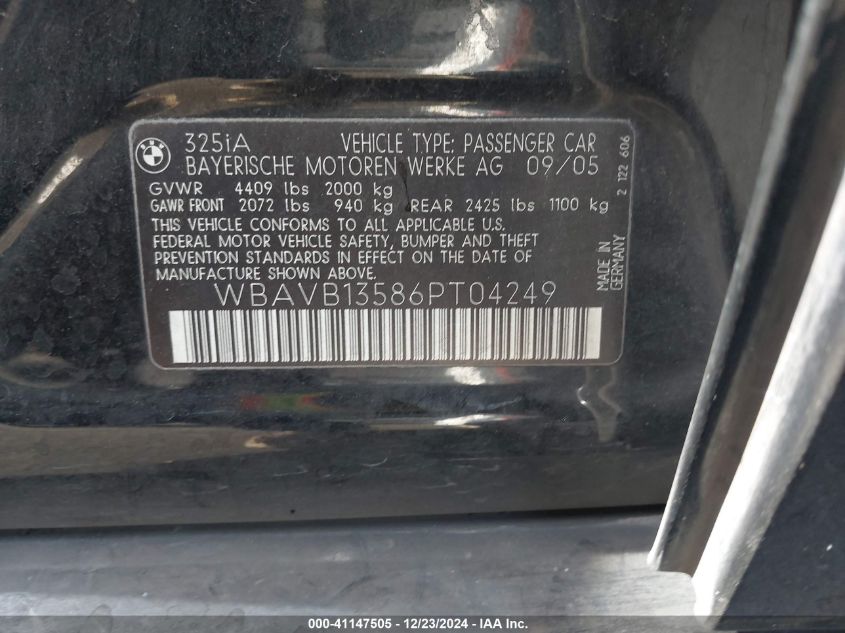 325iA VEHICLE TYPE: PASSENGER CAR
BAYERISCHE MOTOREN WERKE AG 09/05
GVWR 4409 lbs 2000 kg
GAWR FRONT 2072 lbs 940 kg REAR 2425 lbs 1100 kg
THIS VEHICLE CONFORMS TO ALL APPLICABLE U.S.
FEDERAL MOTOR VEHICLE SAFETY, BUMPER AND THEFT
PREVENTION STANDARDS IN EFFECT ON THE DATE OF
MANUFACTURE SHOWN ABOVE.
WBAVB13586PT04249
MADE IN
GERMANY
2 122 606
000-41147505 - 12/23/2024 - IAA Inc.